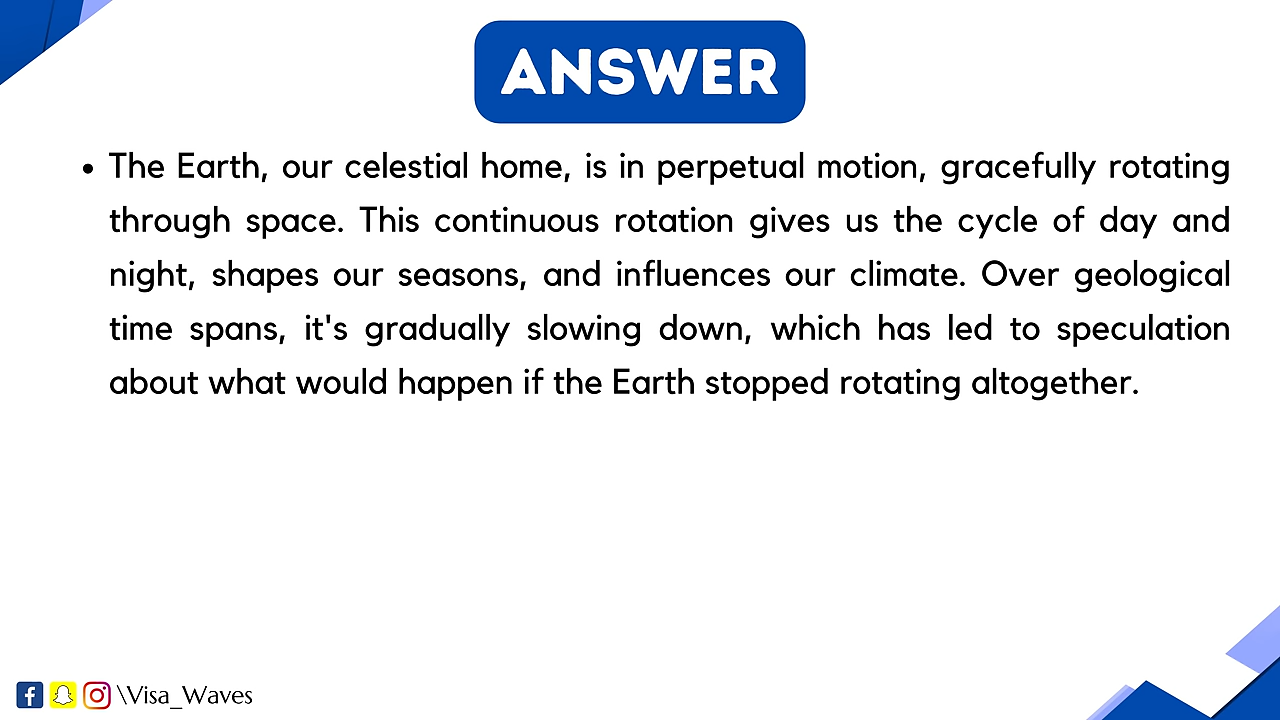 ANSWER
• The Earth, our celestial home, is in perpetual motion, gracefully rotating
through space. This continuous rotation gives us the cycle of day and
night, shapes our seasons, and influences our climate. Over geological
time spans, it's gradually slowing down, which has led to speculation
about what would happen if the Earth stopped rotating altogether.
\Visa_Waves